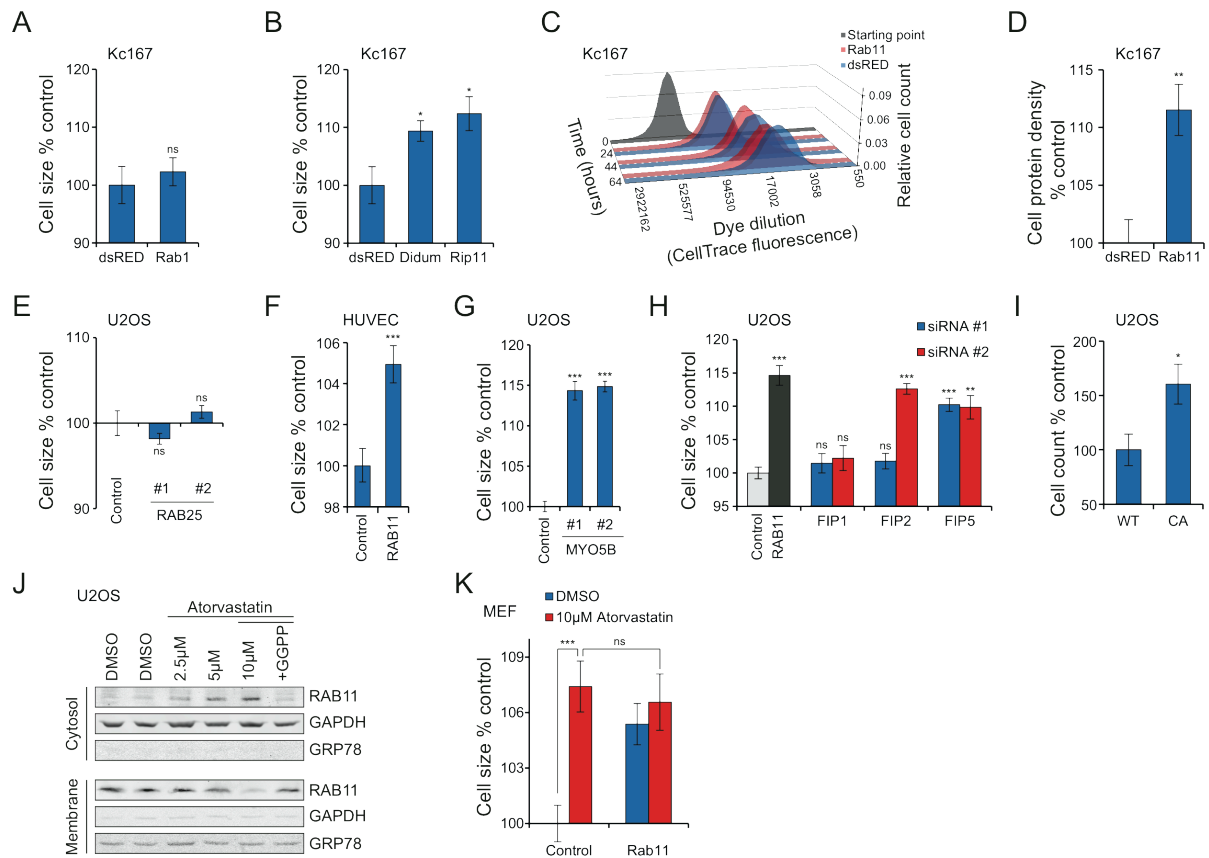 A
Kc167
Cell size % control
120
110
100
90
ns
dsRED Rab1
B
Kc167
Cell size % control
120
110
100
90
*
*
dsRED Didum Rip11
C
Kc167
Starting point
Rab11
dsRED
Time (hours)
0
24
44
64
2922162
525577
94530
17002
3058
550
Dye dilution
(CellTrace fluorescence)
0.09
0.06
0.03
0.00
Relative cell count
D
Kc167
Cell protein density
% control
115
110
105
100
**
dsRED Rab11
E
U2OS
Cell size % control
110
100
90
ns
ns
Control
#1 #2
RAB25
F
HUVEC
Cell size % control
106
104
102
100
98
***
Control
RAB11
G
U2OS
Cell size % control
120
115
110
105
100
*** ***
Control
#1 #2
MYO5B
H
U2OS
siRNA #1
siRNA #2
Cell size % control
120
115
110
105
100
95
***
ns ns
ns ***
*** **
Control
RAB11
FIP1 FIP2 FIP5
I
U2OS
Cell count % control
200
150
100
50
*
WT CA
J
U2OS
Atorvastatin
DMSO
DMSO
2.5µM
5µM
10µM
+GGPP
Cytosol
RAB11
GAPDH
GRP78
Membrane
RAB11
GAPDH
GRP78
K
MEF
DMSO
10µM Atorvastatin
Cell size % control
109
106
103
100
*** ns
Control Rab11